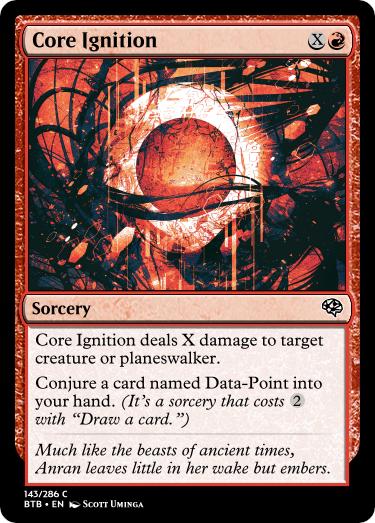 Core Ignition X
Sorcery
Core Ignition deals X damage to target
creature or planeswalker.
Conjure a card named Data-Point into
your hand. (It's a sorcery that costs 2
with “Draw a card.”)
Much like the beasts of ancient times,
Anran leaves little in her wake but embers.
143/286 C
BTB • EN Scott Uminga